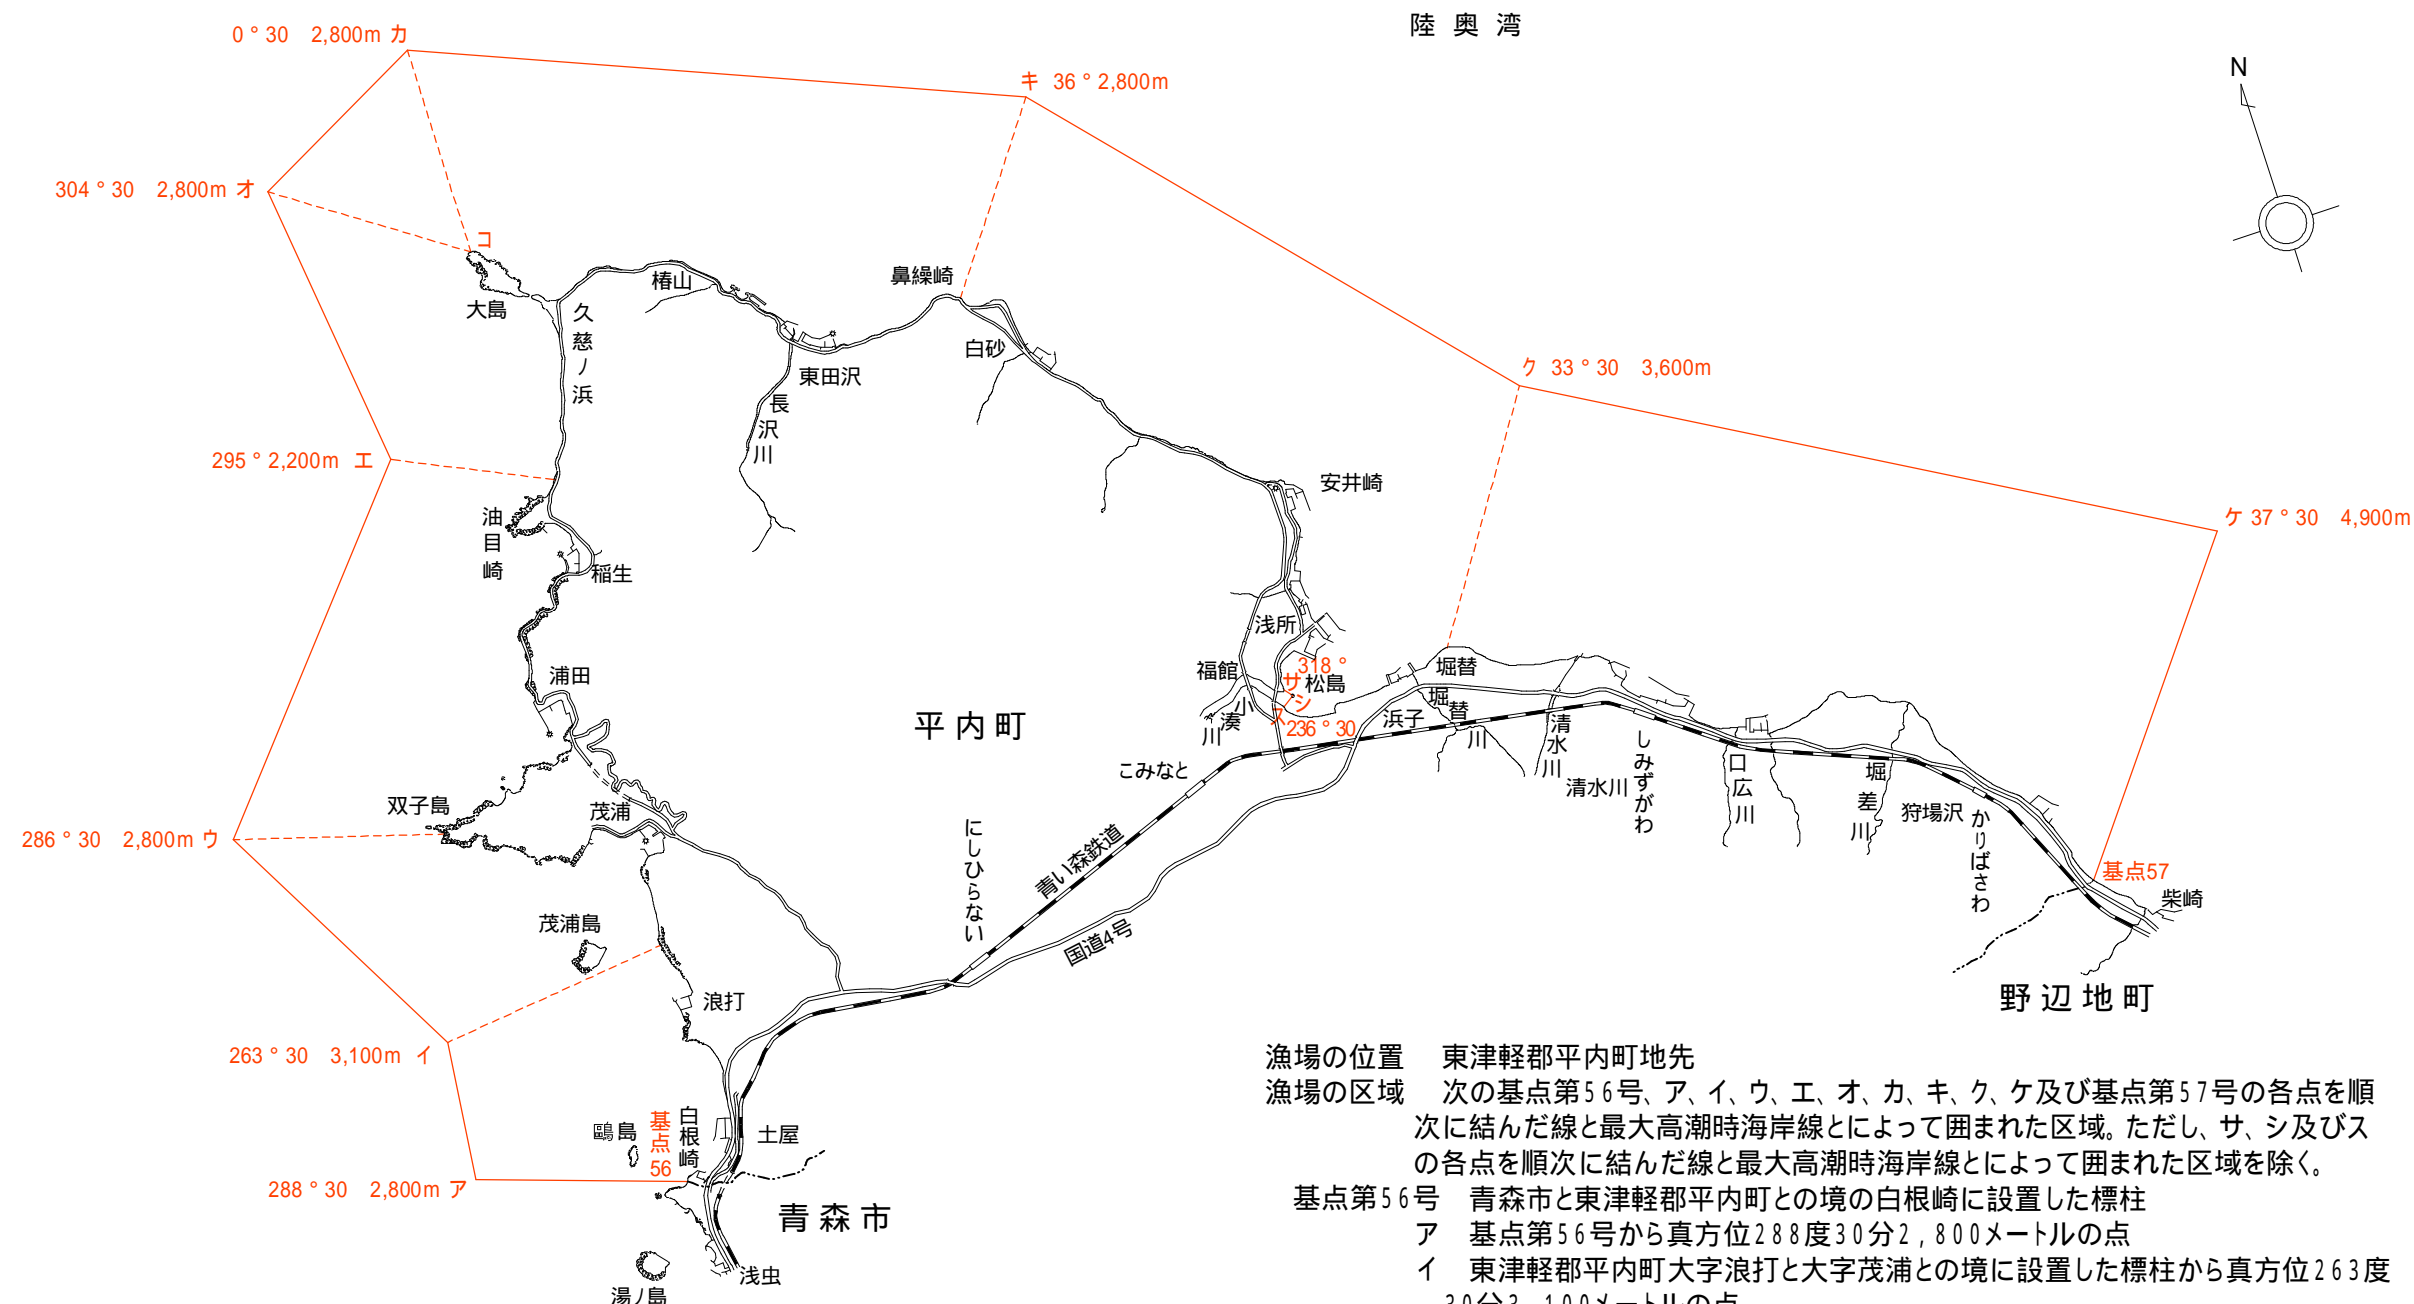 陸奥湾
N
0°30 2,800m カ
キ 36°2,800m
304°30 2,800m オ
コ
大島
久慈ノ浜
椿山
鼻繰崎
白砂
東田沢
長沢川
ク 33°30 3,600m
295°2,200m エ
油目崎
稲生
安井崎
ケ 37°30 4,900m
浅所
福館
318°
サ
松島
シ
ス
236°30
小湊川
堀替
堀替川
浜子
清水川
清水川
しみずがわ
口広川
堀差川
狩場沢
かりばさわ
浦田
平内町
こみなと
双子島
茂浦
286°30 2,800m ウ
にしひらない
青い森鉄道
国道4号
基点57
柴崎
茂浦島
浪打
野辺地町
263°30 3,100m イ
鷗島
基点56
白根崎
土屋
288°30 2,800m ア
青森市
浅虫
湯ノ島
漁場の位置 東津軽郡平内町地先
漁場の区域 次の基点第56号、ア、イ、ウ、エ、オ、カ、キ、ク、ケ及び基点第57号の各点を順
次に結んだ線と最大高潮時海岸線とによって囲まれた区域。ただし、サ、シ及びス
の各点を順次に結んだ線と最大高潮時海岸線とによって囲まれた区域を除く。
基点第56号 青森市と東津軽郡平内町との境の白根崎に設置した標柱
ア 基点第56号から真方位288度30分2,800メートルの点
イ 東津軽郡平内町大字浪打と大字茂浦との境に設置した標柱から真方位263度
30分3,100メートルの点